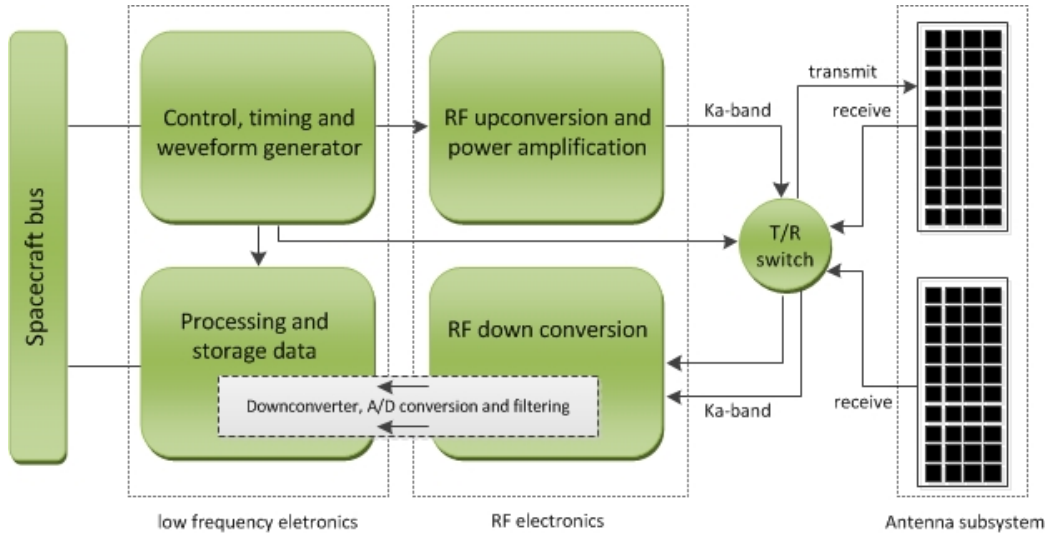 Spacecraft bus
Control, timing and
weveform generator
RF upconversion and
power amplification
Ka-band
transmit
receive
T/R
switch
Processing and
storage data
RF down conversion
Downconverter, A/D conversion and filtering
Ka-band
receive
low frequency eletronics
RF electronics
Antenna subsystem